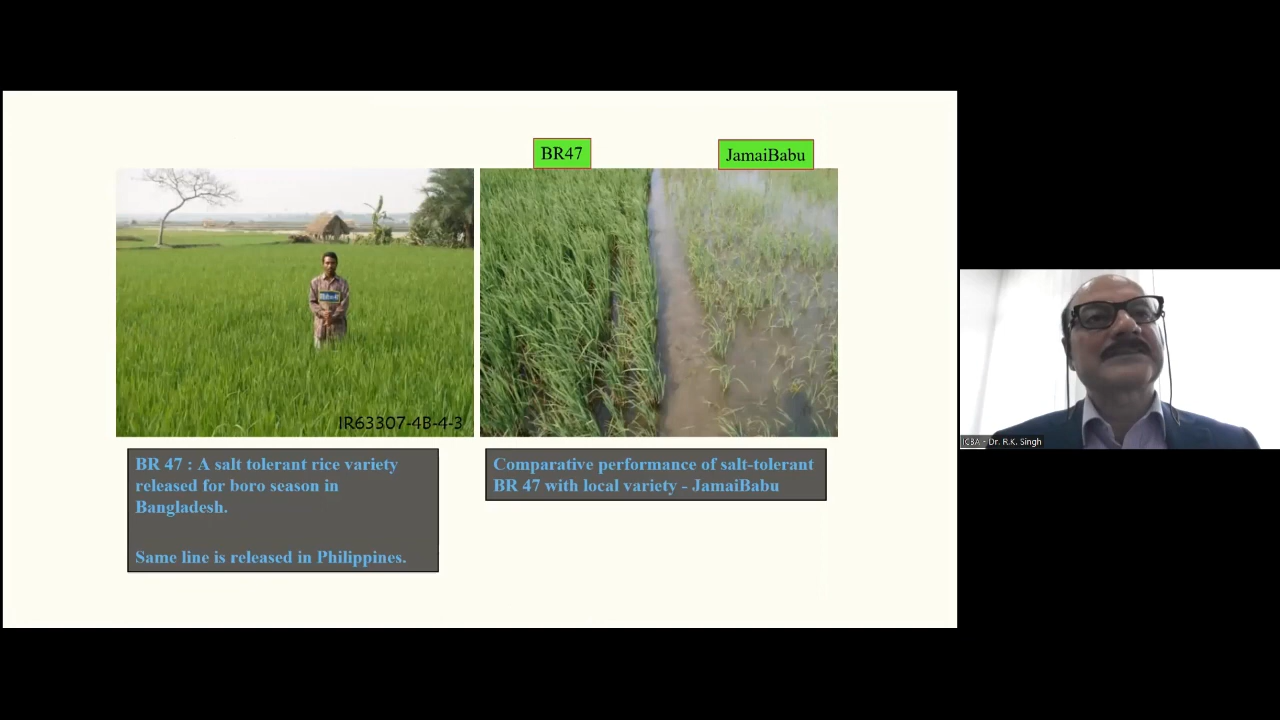 BR47
JamaiBabu
IR63307-4B-4-3
BR 47 : A salt tolerant rice variety
released for boro season in
Bangladesh.
Same line is released in Philippines.
Comparative performance of salt-tolerant
BR 47 with local variety - JamaiBabu
ICBA - Dr. R.K. Singh